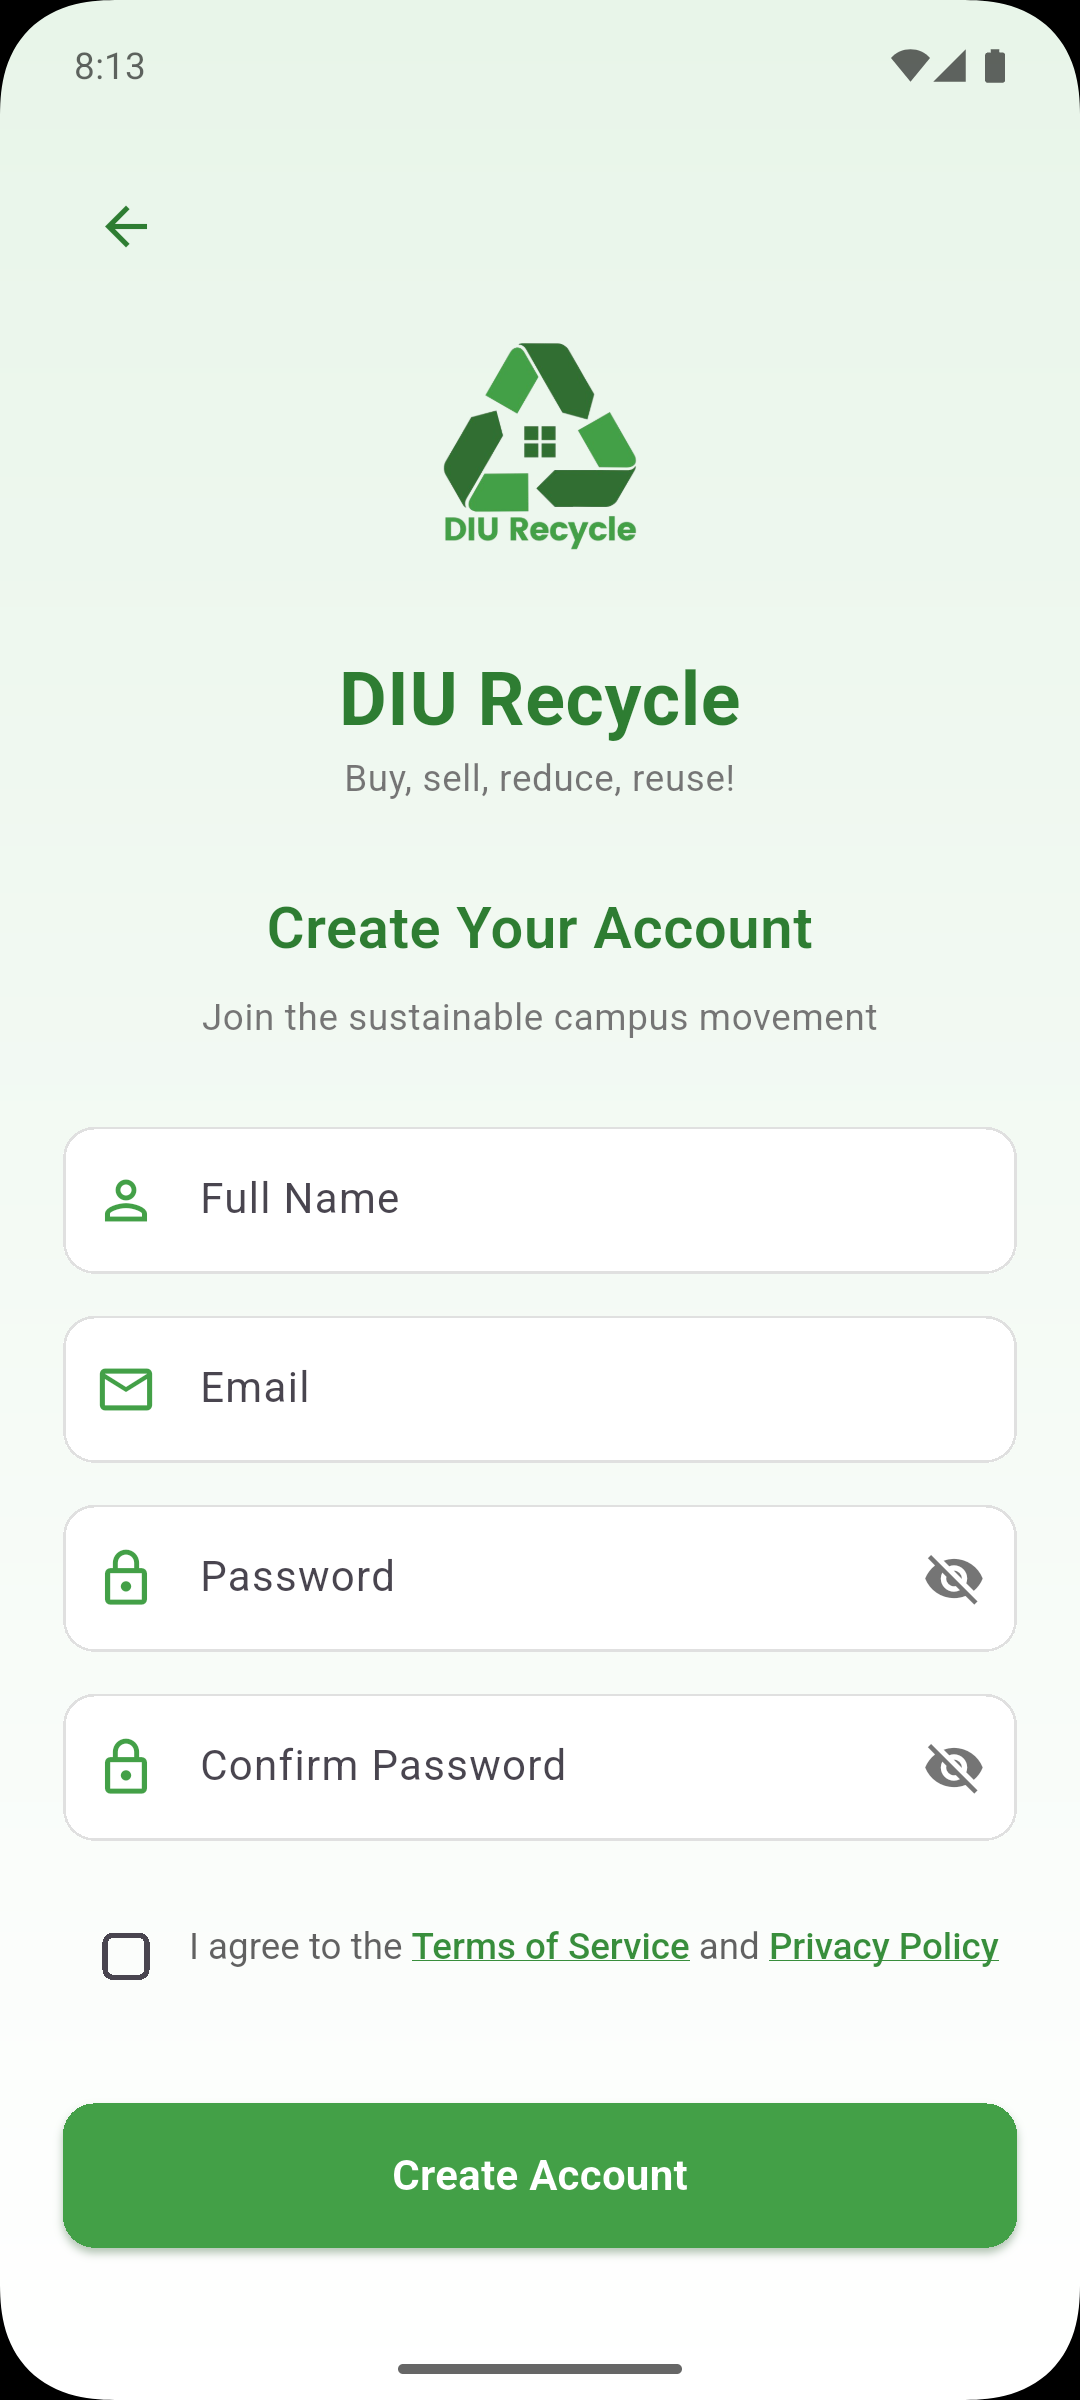 8:13
DIU Recycle
DIU Recycle
Buy, sell, reduce, reuse!
Create Your Account
Join the sustainable campus movement
Full Name
Email
Password
Confirm Password
I agree to the Terms of Service and Privacy Policy
Create Account